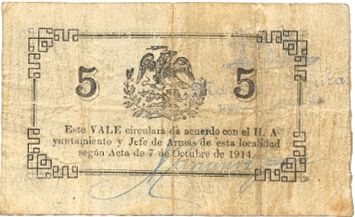 5 5
Este VALE circulará de acuerdo con el H. A-
yuntamiento y Jefe de Armas de esta localidad
según Acta de 7 de Octubre de 1914.